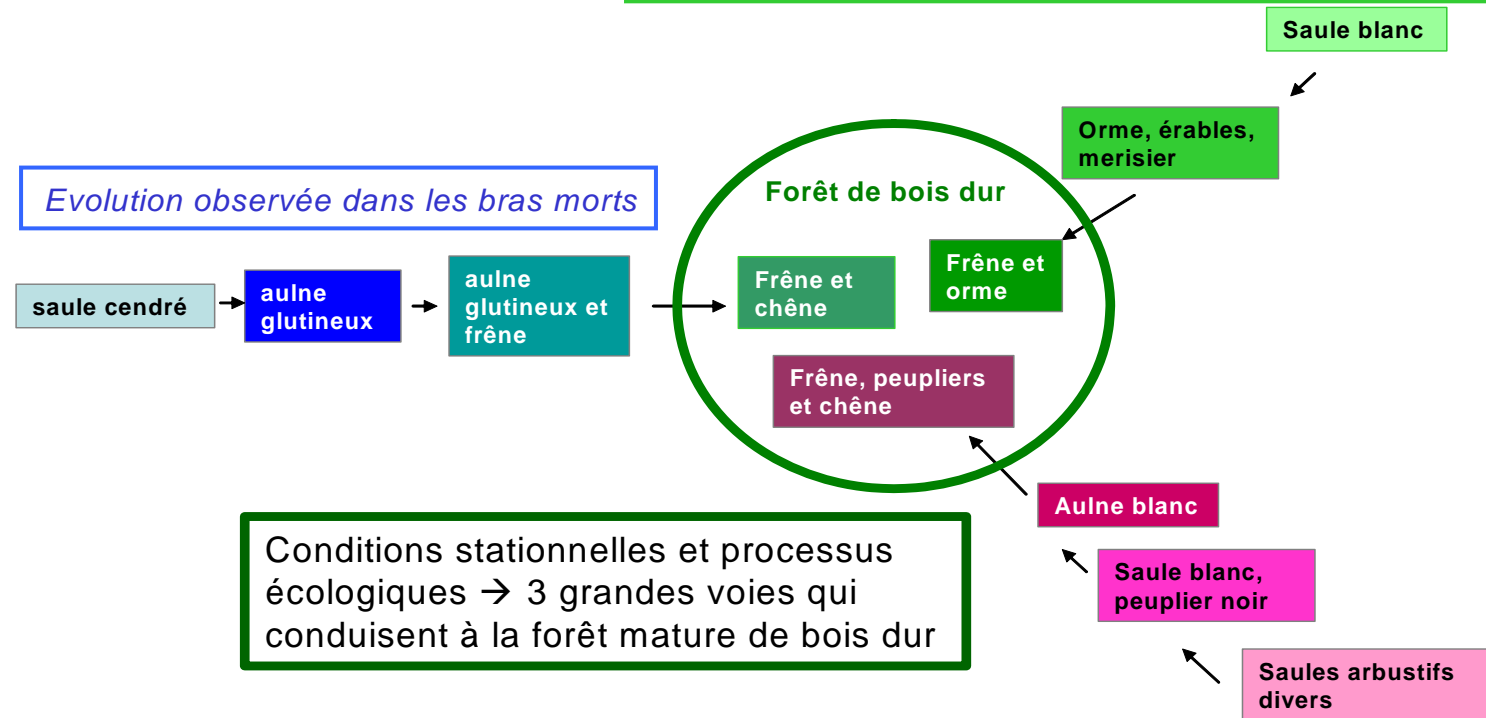 Saule blanc
Orme, érables,
merisier
Evolution observée dans les bras morts
Forêt de bois dur
saule cendré
aulne
glutineux
aulne
glutineux et
frêne
Frêne et
chêne
Frêne et
orme
Frêne, peupliers
et chêne
Aulne blanc
Saule blanc,
peuplier noir
Saules arbustifs
divers
Conditions stationnelles et processus
écologiques → 3 grandes voies qui
conduisent à la forêt mature de bois dur